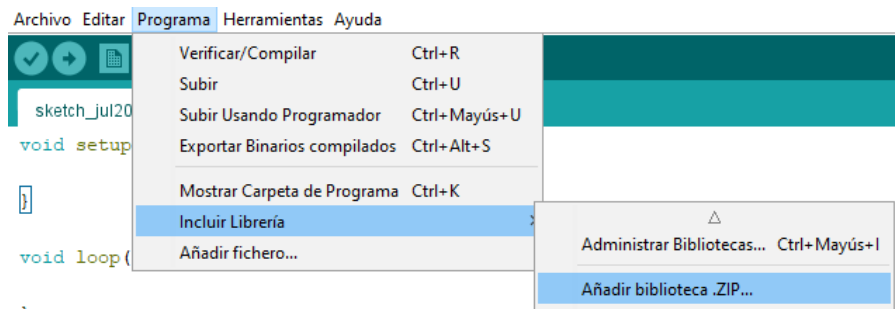 Archivo Editar Programa Herramientas Ayuda
Verificar/Compilar Ctrl+R
Subir Ctrl+U
sketch_jul20
Subir Usando Programador Ctrl+Mayús+U
void setup
Exportar Binarios compilados Ctrl+Alt+S
}
Mostrar Carpeta de Programa Ctrl+K
Incluir Librería
Administrar Bibliotecas... Ctrl+Mayús+I
void loop(
Añadir fichero...
Añadir biblioteca .ZIP...